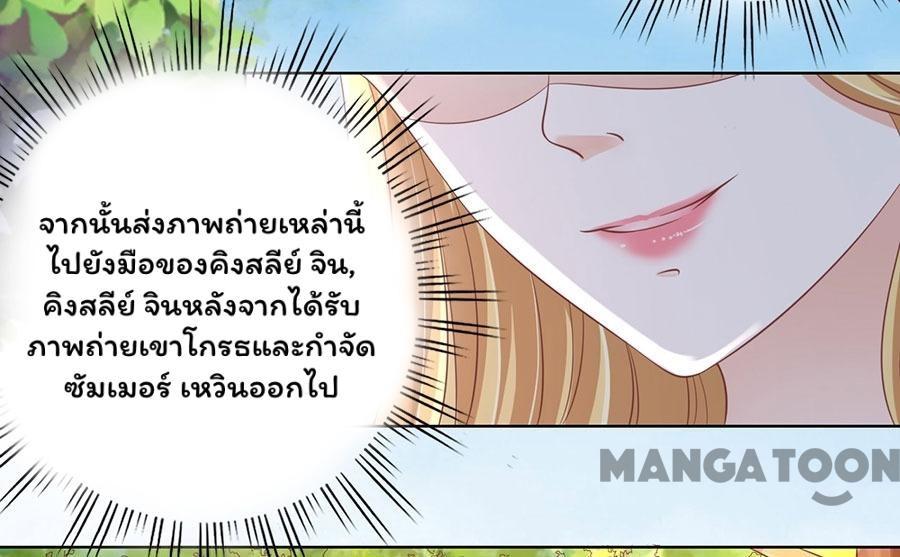 จากนั้นส่งภาพถ่ายเหล่านี้
ไปยังมือของคิงสลีย์ จิน,
คิงสลีย์ จินหลังจากได้รับ
ภาพถ่ายเขาโกรธและกำจัด
ซัมเมอร์ เหวินออกไป
MANGATOON